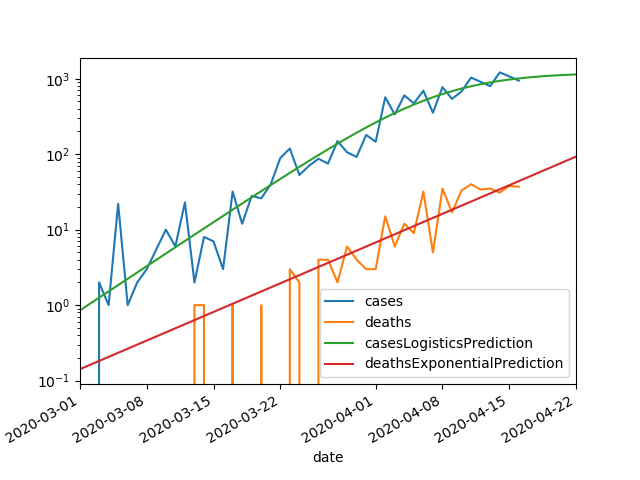 10³
10²
10¹
10⁰
10⁻¹
cases
deaths
casesLogisticsPrediction
deathsExponentialPrediction
2020-03-01
2020-03-08
2020-03-15
2020-03-22
2020-04-01
2020-04-08
2020-04-15
2020-04-22
date